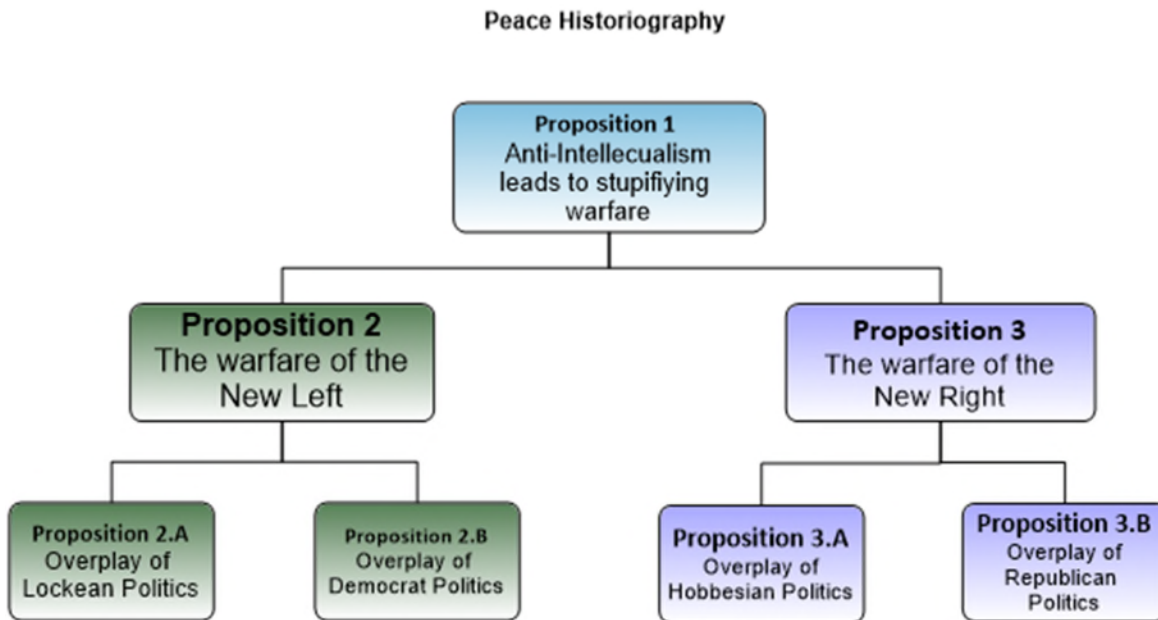 Peace Historiography
Proposition 1
Anti-Intellecualism
leads to stupifiying
warfare
Proposition 2
The warfare of the
New Left
Proposition 3
The warfare of the
New Right
Proposition 2.A
Overplay of
Lockean Politics
Proposition 2.B
Overplay of
Democrat Politics
Proposition 3.A
Overplay of
Hobbesian Politics
Proposition 3.B
Overplay of
Republican
Politics